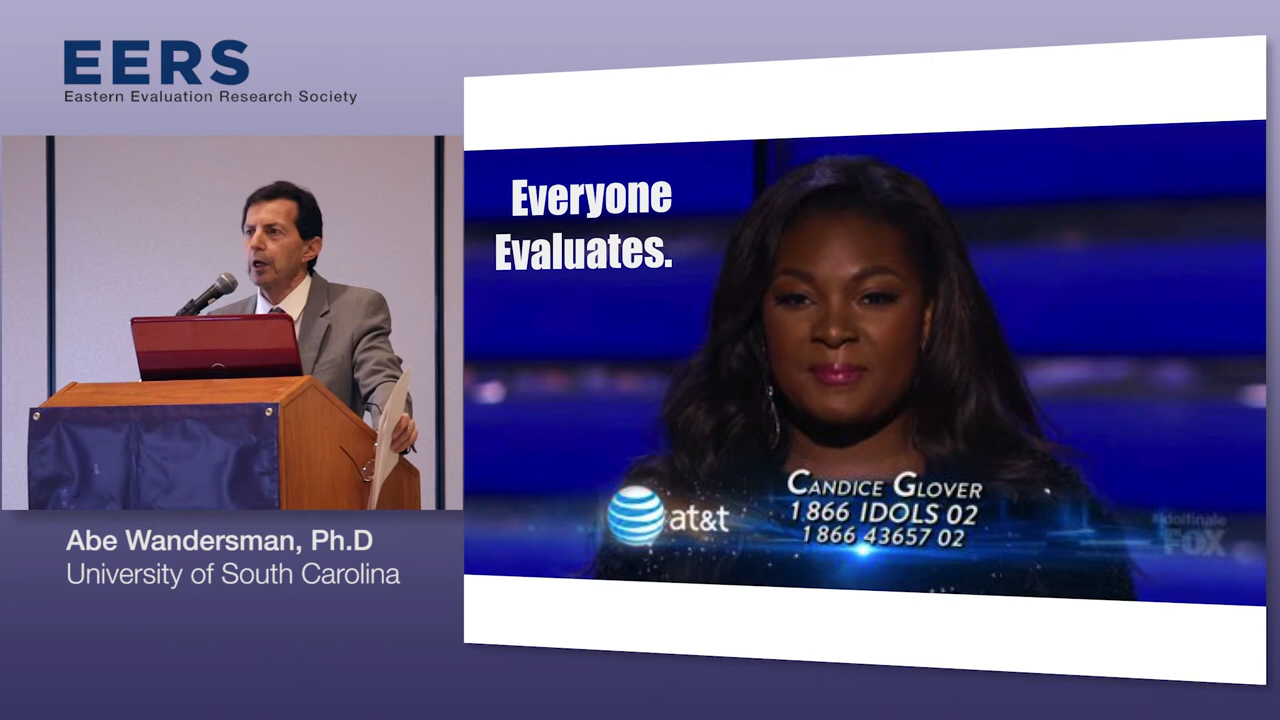 EERS
Eastern Evaluation Research Society
Everyone
Evaluates.
CANDICE GLOVER
1 866 IDOLS 02
1 866 43657 02
at&t
#idolfinale
FOX
Abe Wandersman, Ph.D
University of South Carolina